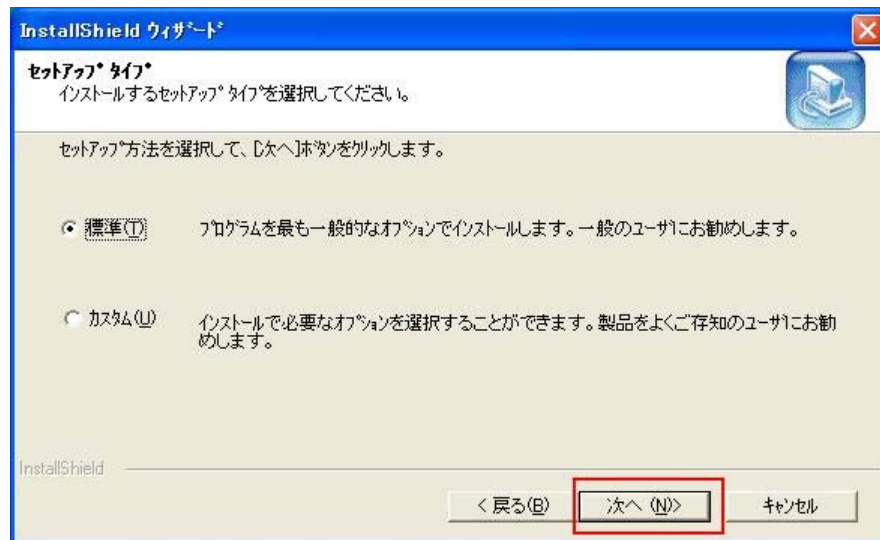 InstallShield ウィザード
セットアップ タイプ
インストールするセットアップ タイプを選択してください。
セットアップ方法を選択して、[次へ]ボタンをクリックします。
標準(T)
プログラムを最も一般的なオプションでインストールします。一般のユーザにお勧めします。
カスタム(U)
インストールで必要なオプションを選択することができます。製品をよくご存知のユーザにお勧
めします。
InstallShield
< 戻る(B) 次へ (N)> キャンセル